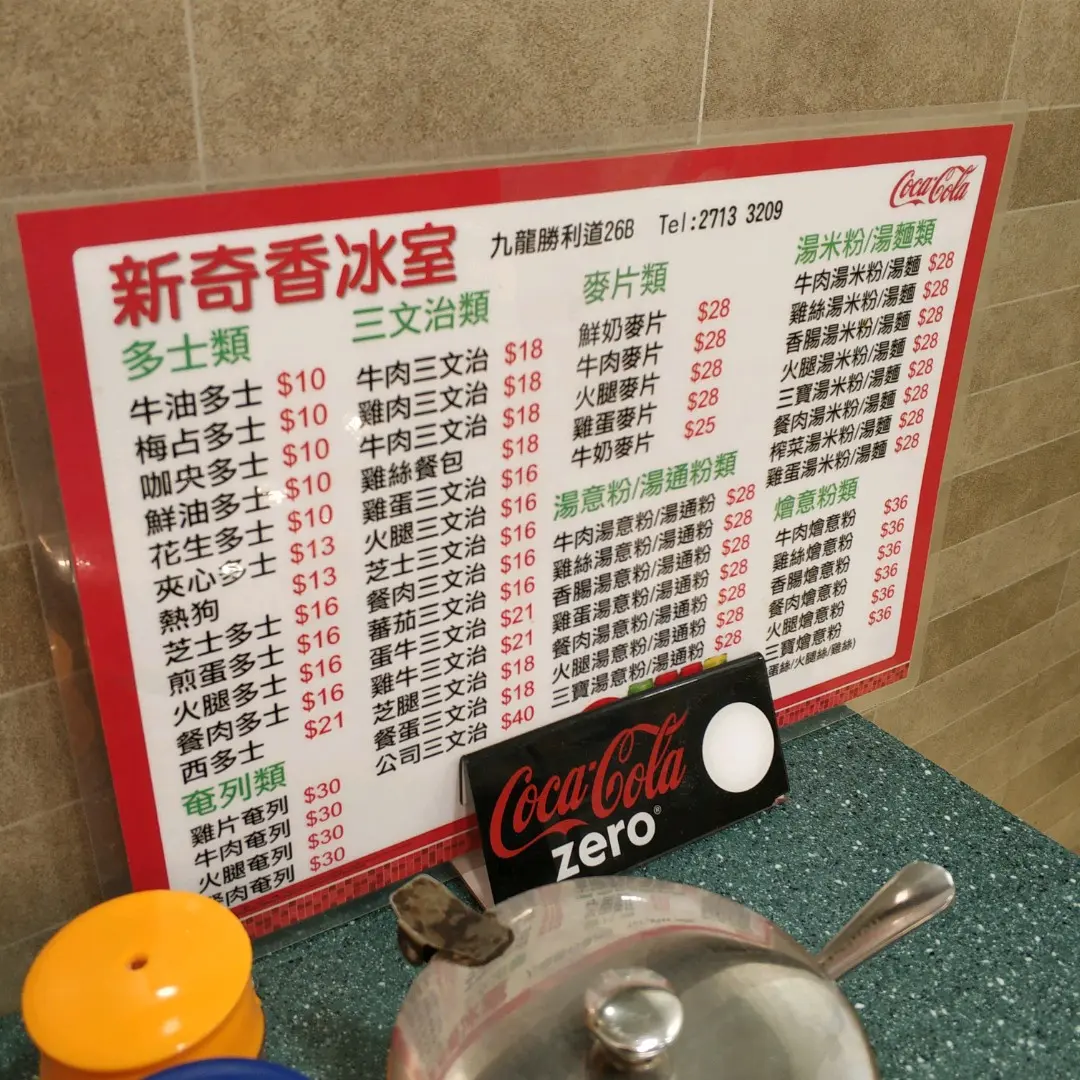 Coca-Cola
新奇香冰室 九龍勝利道26B Tel:2713 3209
多士類
牛油多士 $10
梅占多士 $10
咖央多士 $10
鮮油多士 $10
花生多士 $10
夾心多士 $13
熱狗 $13
芝士多士 $16
煎蛋多士 $16
火腿多士 $16
餐肉多士 $16
西多士 $21
奄列類
雞片奄列 $30
牛肉奄列 $30
火腿奄列 $30
餐肉奄列 $30
三文治類
牛肉三文治 $18
雞肉三文治 $18
牛肉三文治 $18
雞絲餐包 $18
雞蛋三文治 $16
火腿三文治 $16
芝士三文治 $16
餐肉三文治 $16
蕃茄三文治 $16
蛋牛三文治 $21
雞牛三文治 $21
芝腿三文治 $18
餐蛋三文治 $18
公司三文治 $40
麥片類
鮮奶麥片 $28
牛肉麥片 $28
火腿麥片 $28
雞蛋麥片 $28
牛奶麥片 $25
湯意粉/湯通粉類
牛肉湯意粉/湯通粉 $28
雞絲湯意粉/湯通粉 $28
香腸湯意粉/湯通粉 $28
雞蛋湯意粉/湯通粉 $28
餐肉湯意粉/湯通粉 $28
火腿湯意粉/湯通粉 $28
三寶湯意粉/湯通粉 $28
湯米粉/湯麵類
牛肉湯米粉/湯麵 $28
雞絲湯米粉/湯麵 $28
香腸湯米粉/湯麵 $28
火腿湯米粉/湯麵 $28
三寶湯米粉/湯麵 $28
餐肉湯米粉/湯麵 $28
榨菜湯米粉/湯麵 $28
雞蛋湯米粉/湯麵 $28
燴意粉類
牛肉燴意粉 $36
雞絲燴意粉 $36
香腸燴意粉 $36
餐肉燴意粉 $36
火腿燴意粉 $36
三寶燴意粉 $36
蛋絲/火腿絲/雞絲)
Coca-Cola
zero®